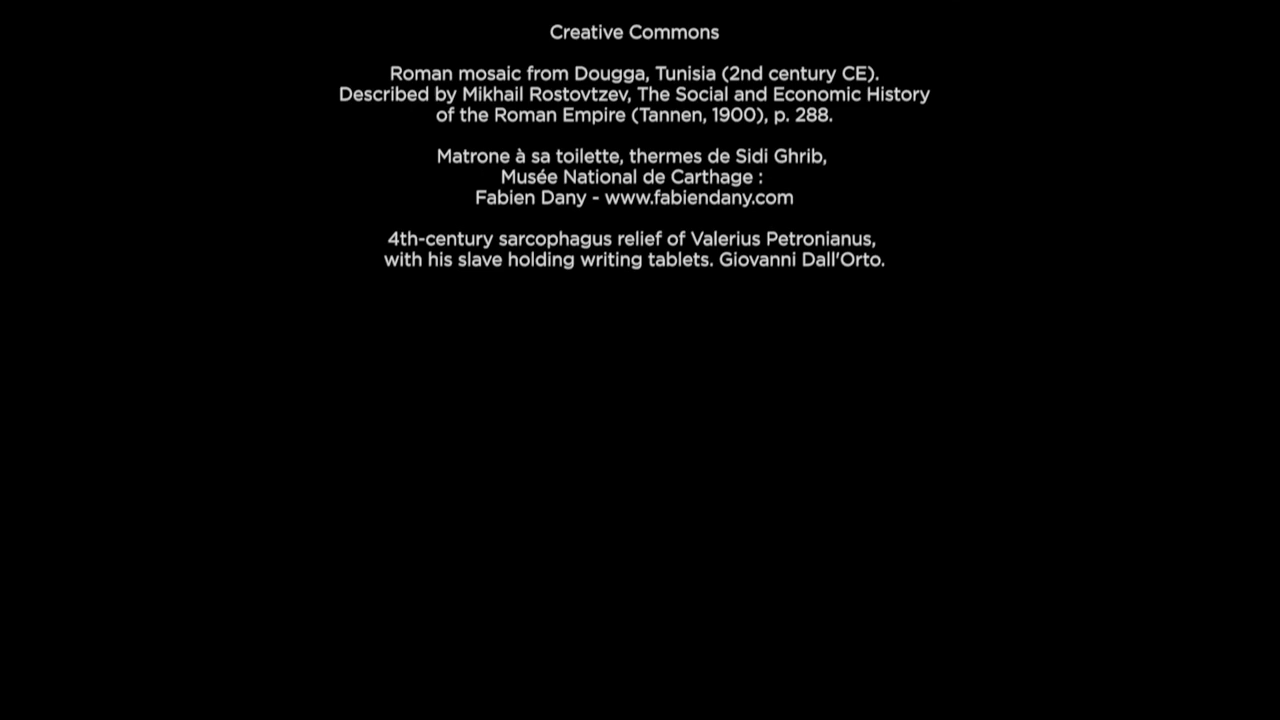 Creative Commons
Roman mosaic from Dougga, Tunisia (2nd century CE).
Described by Mikhail Rostovtzev, The Social and Economic History
of the Roman Empire (Tannen, 1900), p. 288.
Matrone à sa toilette, thermes de Sidi Ghrib,
Musée National de Carthage :
Fabien Dany - www.fabiendany.com
4th-century sarcophagus relief of Valerius Petronianus,
with his slave holding writing tablets. Giovanni Dall'Orto.